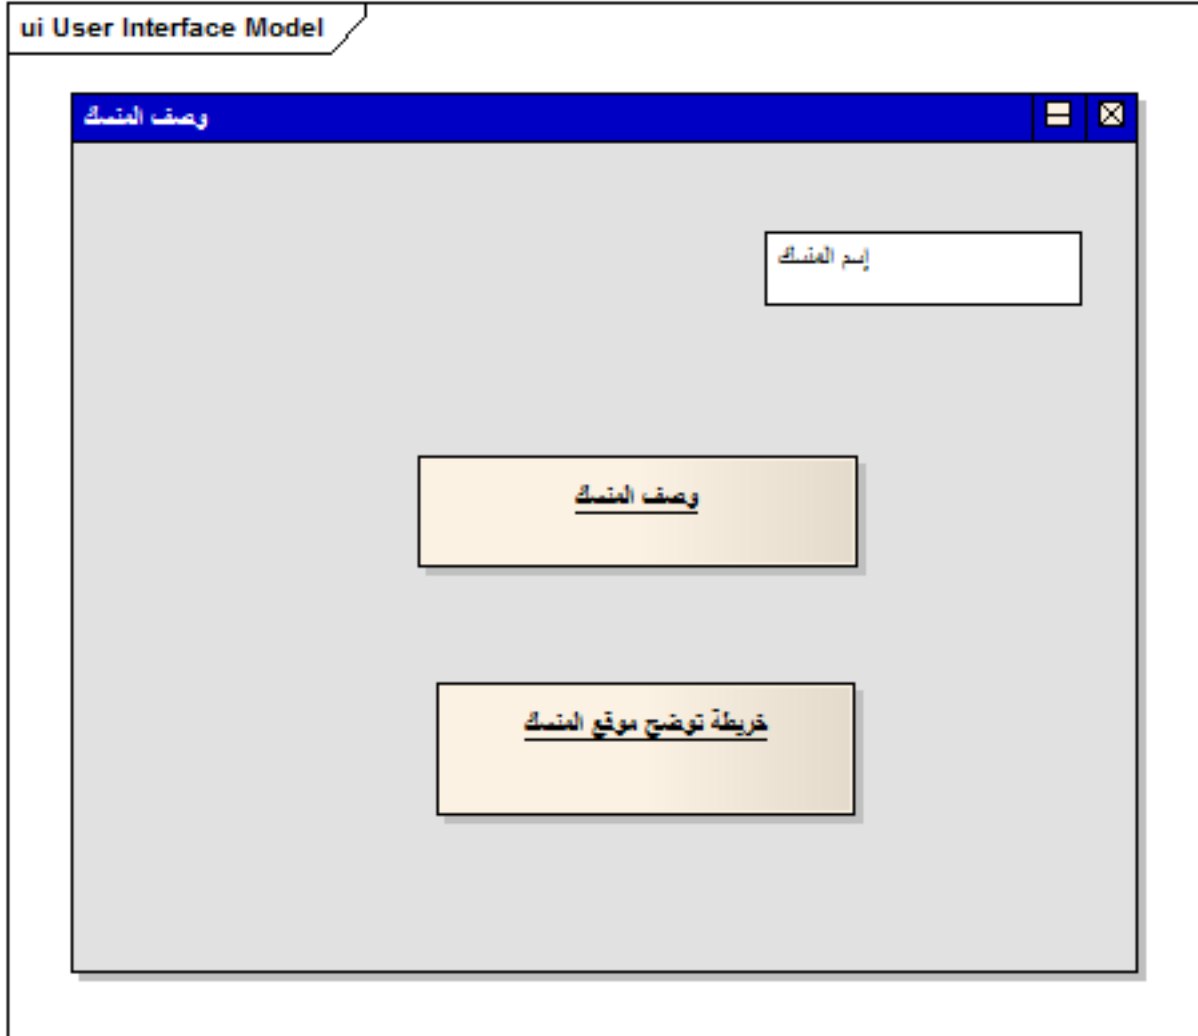 ui User Interface Model
وصف المنسك
إسم المنسك
وصف المنسك
خريطة توضح موقع المنسك